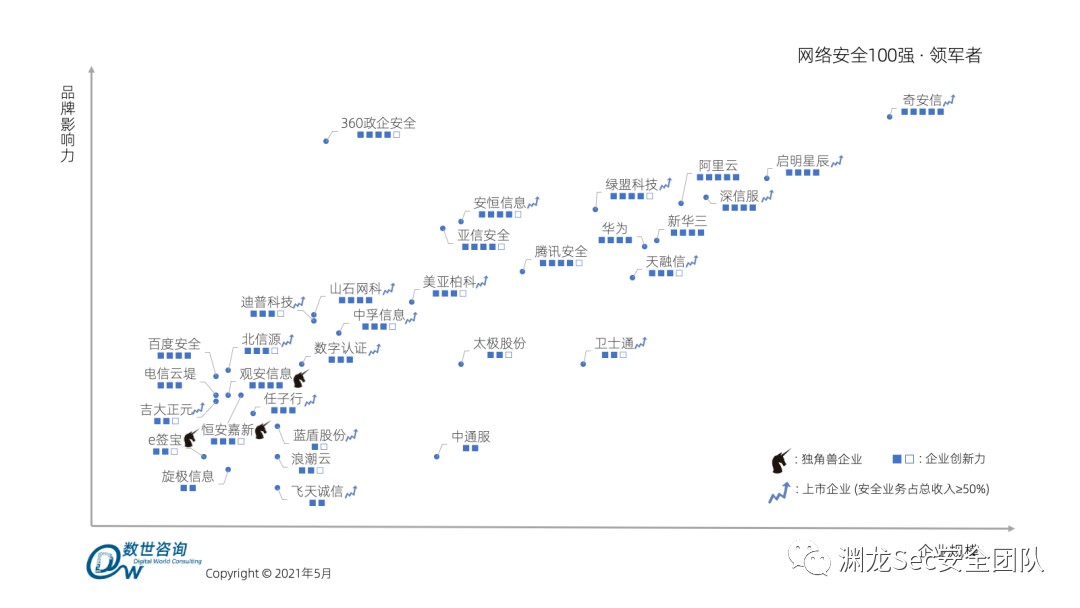 网络安全100强 · 领军者
品牌影响力
奇安信
360政企安全
启明星辰
阿里云
绿盟科技
深信服
安恒信息
新华三
华为
亚信安全
腾讯安全
天融信
美亚柏科
山石网科
迪普科技
中孚信息
北信源
百度安全
数字认证
太极股份
卫士通
电信云堤
观安信息
任子行
吉大正元
恒安嘉新
e签宝
蓝盾股份
中通服
浪潮云
旋极信息
飞天诚信
: 独角兽企业
: 企业创新力
: 上市企业 (安全业务占总收入≥50%)
企业规模
数世咨询
Digital World Consulting
Copyright © 2021年5月
渊龙Sec安全团队